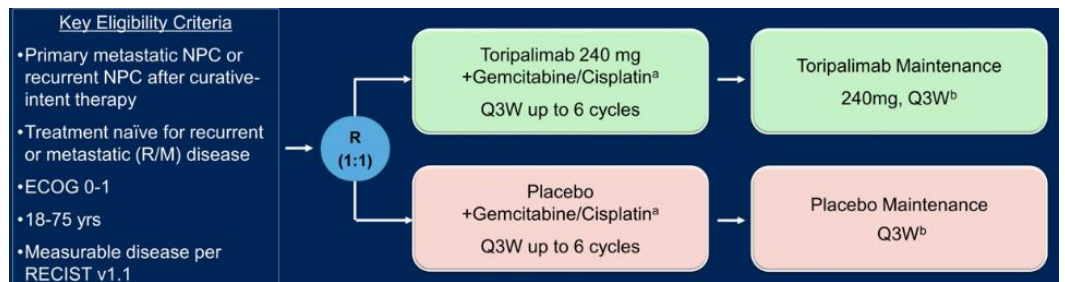 Key Eligibility Criteria
•Primary metastatic NPC or
recurrent NPC after curative-
intent therapy
•Treatment naïve for recurrent
or metastatic (R/M) disease
•ECOG 0-1
•18-75 yrs
•Measurable disease per
RECIST v1.1
R
(1:1)
Toripalimab 240 mg
+Gemcitabine/Cisplatinᵃ
Q3W up to 6 cycles
Toripalimab Maintenance
240mg, Q3Wᵇ
Placebo
+Gemcitabine/Cisplatinᵃ
Q3W up to 6 cycles
Placebo Maintenance
Q3Wᵇ